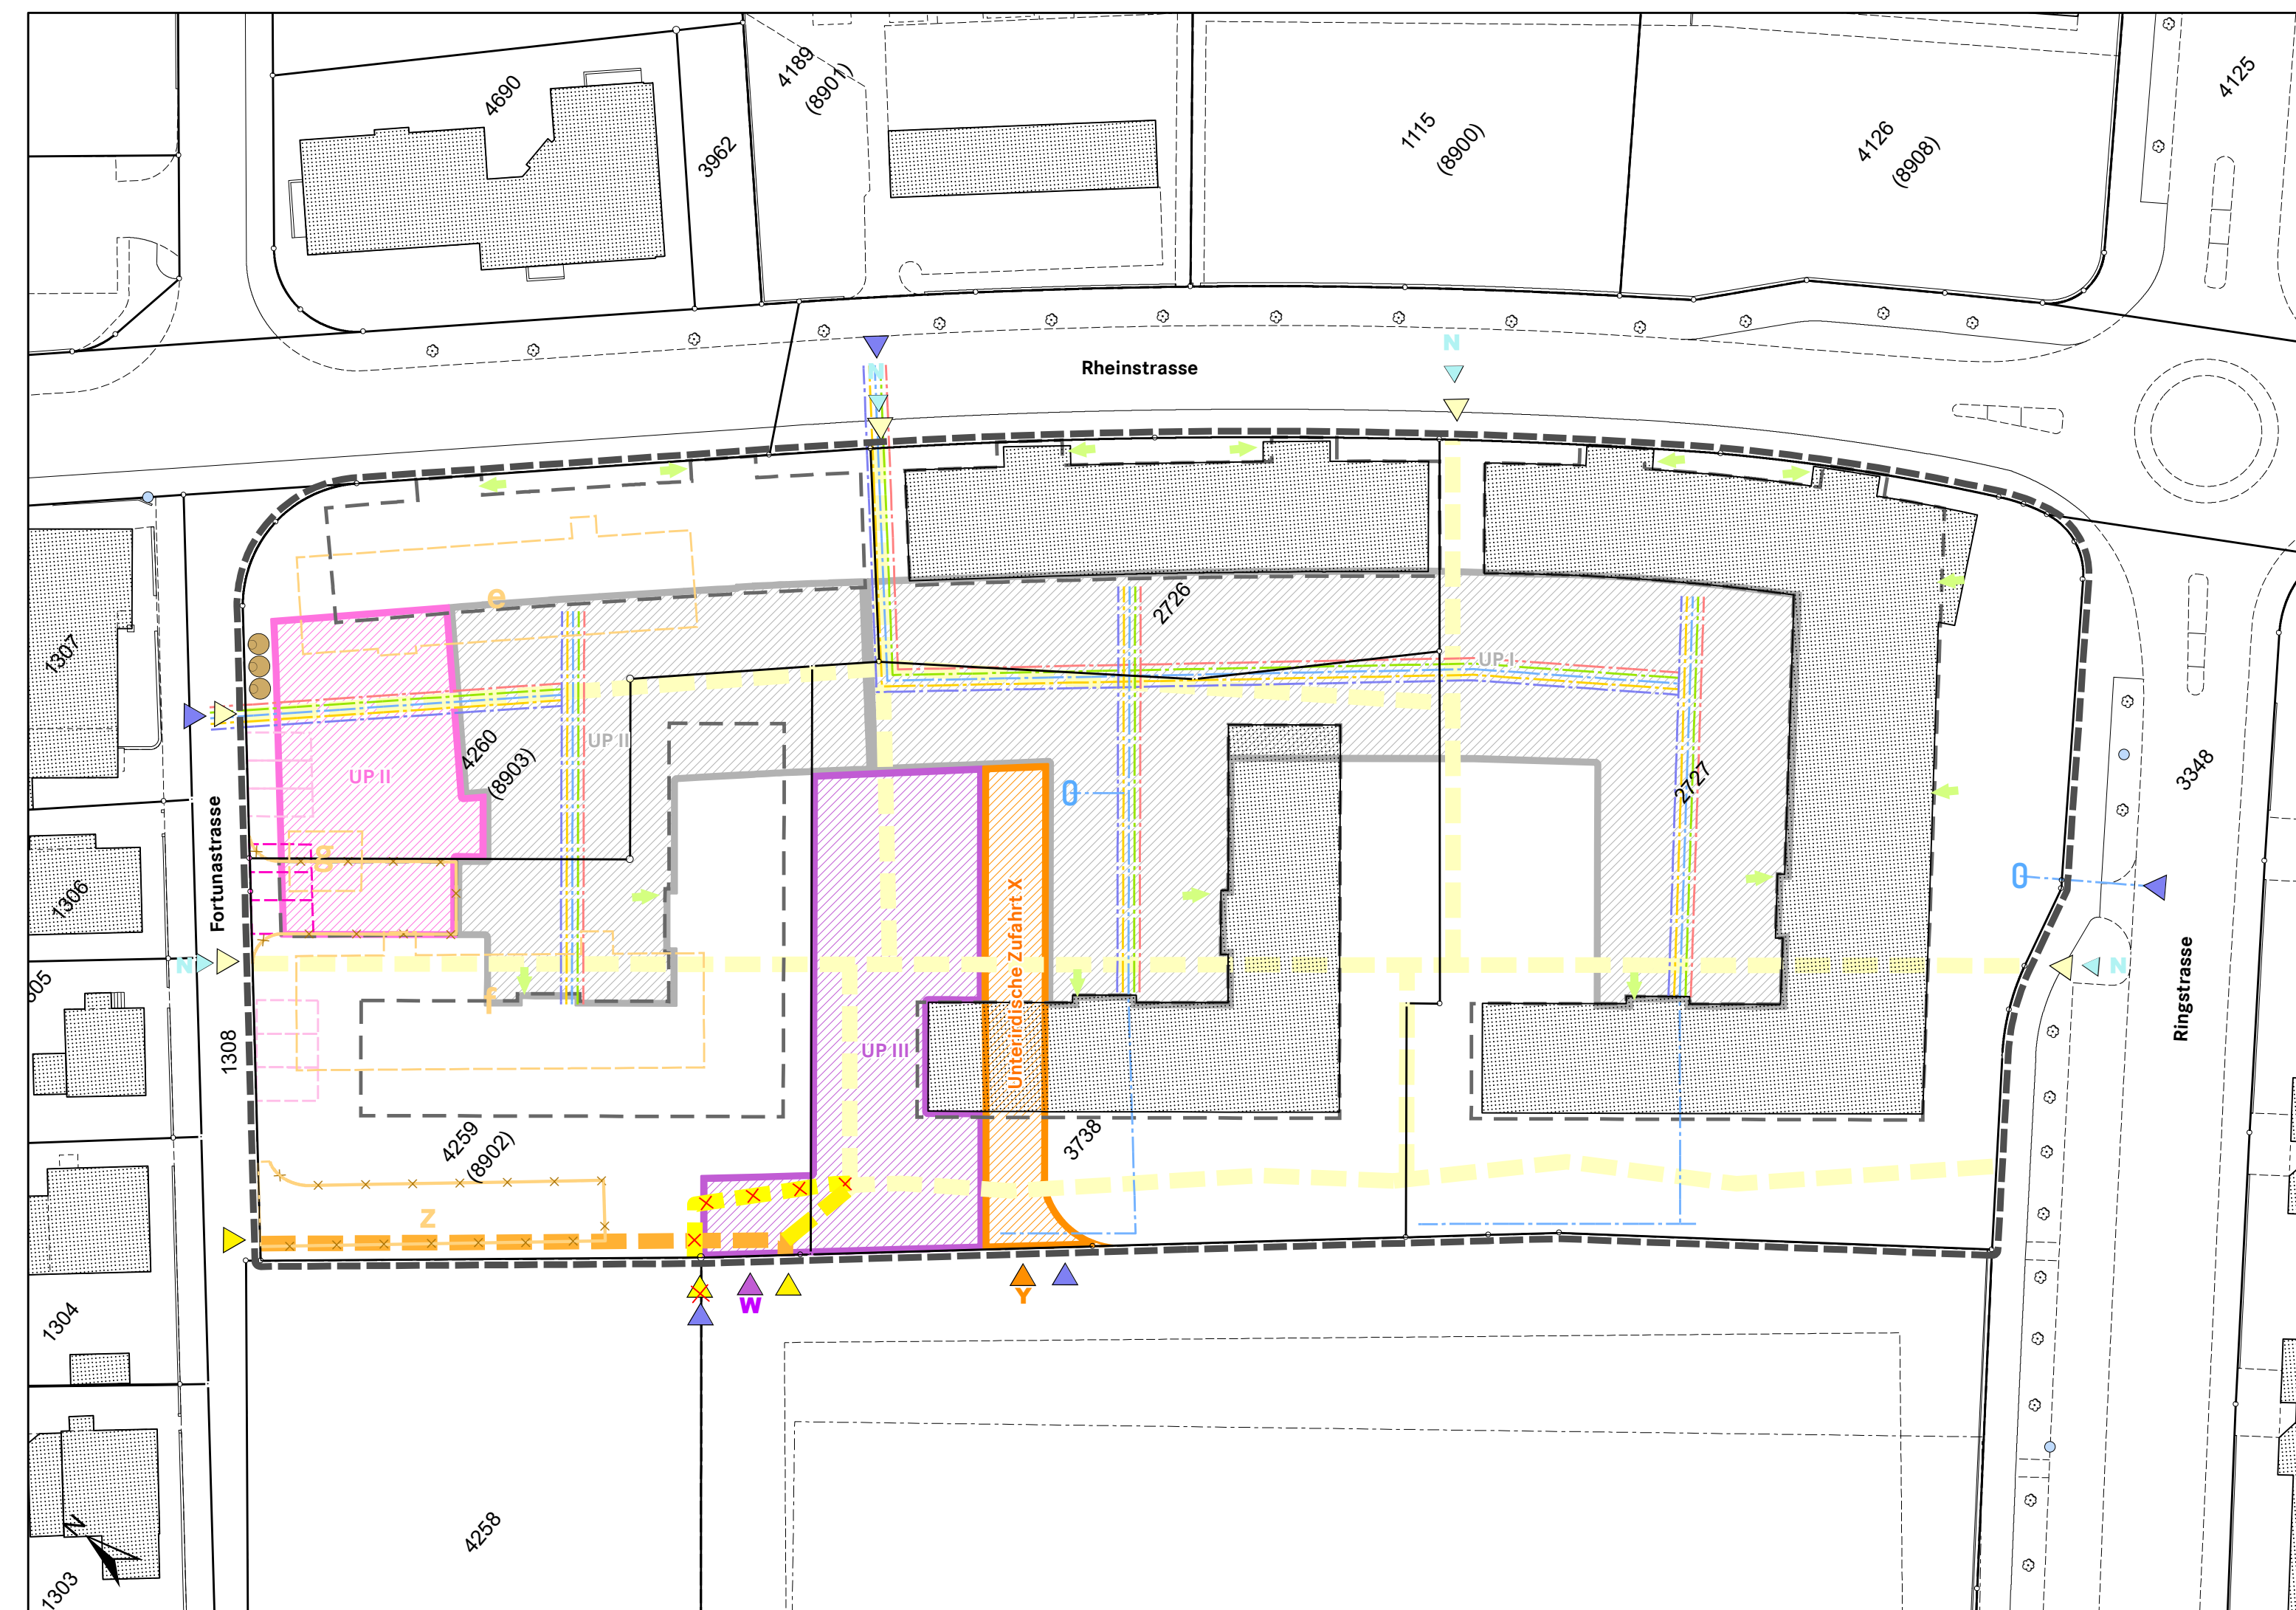 4690
3962
4189
(8901)
1115
(8900)
4126
(8908)
4125
N
N
Rheinstrasse
e
1307
2726
UP I
UP II
4260
(8903)
UP II
2727
3348
O
O
Fortunastrasse
g
1306
Unterirdische Zufahrt X
N
N
305
f
Ringstrasse
1308
UP III
4259
(8902)
3738
z
W
Y
1304
4258
N
1303